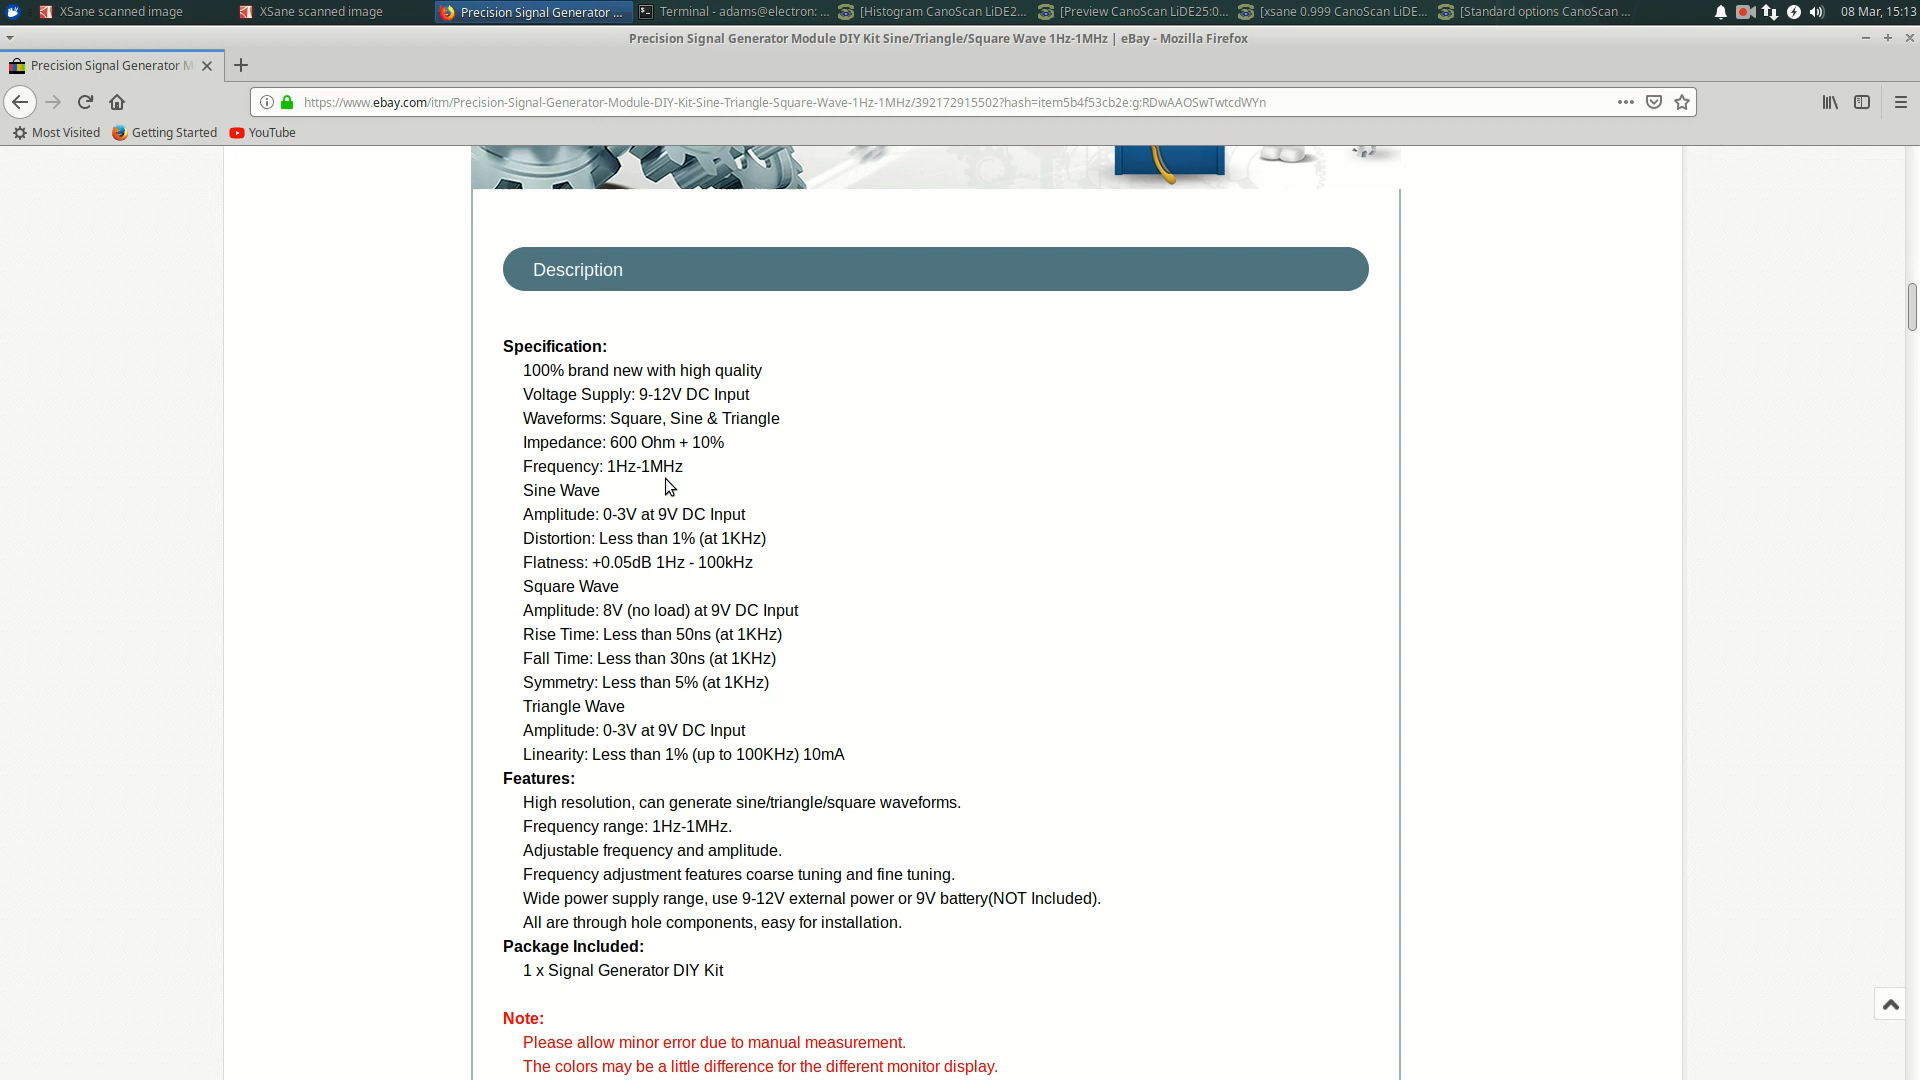 XSane scanned image
XSane scanned image
Precision Signal Generator ...
Terminal - adams@electron: ...
[Histogram CanoScan LiDE2...
[Preview CanoScan LiDE25:0...
[xsane 0.999 CanoScan LiDE...
[Standard options CanoScan ...
08 Mar, 15:13
Precision Signal Generator Module DIY Kit Sine/Triangle/Square Wave 1Hz-1MHz | eBay - Mozilla Firefox
Precision Signal Generator M
https://www.ebay.com/itm/Precision-Signal-Generator-Module-DIY-Kit-Sine-Triangle-Square-Wave-1Hz-1MHz/392172915502?hash=item5b4f53cb2e:g:RDwAAOSwTwtcdWYn
Most Visited
Getting Started
YouTube
Description
Specification:
100% brand new with high quality
Voltage Supply: 9-12V DC Input
Waveforms: Square, Sine & Triangle
Impedance: 600 Ohm + 10%
Frequency: 1Hz-1MHz
Sine Wave
Amplitude: 0-3V at 9V DC Input
Distortion: Less than 1% (at 1KHz)
Flatness: +0.05dB 1Hz - 100kHz
Square Wave
Amplitude: 8V (no load) at 9V DC Input
Rise Time: Less than 50ns (at 1KHz)
Fall Time: Less than 30ns (at 1KHz)
Symmetry: Less than 5% (at 1KHz)
Triangle Wave
Amplitude: 0-3V at 9V DC Input
Linearity: Less than 1% (up to 100KHz) 10mA
Features:
High resolution, can generate sine/triangle/square waveforms.
Frequency range: 1Hz-1MHz.
Adjustable frequency and amplitude.
Frequency adjustment features coarse tuning and fine tuning.
Wide power supply range, use 9-12V external power or 9V battery(NOT Included).
All are through hole components, easy for installation.
Package Included:
1 x Signal Generator DIY Kit
Note:
Please allow minor error due to manual measurement.
The colors may be a little difference for the different monitor display.